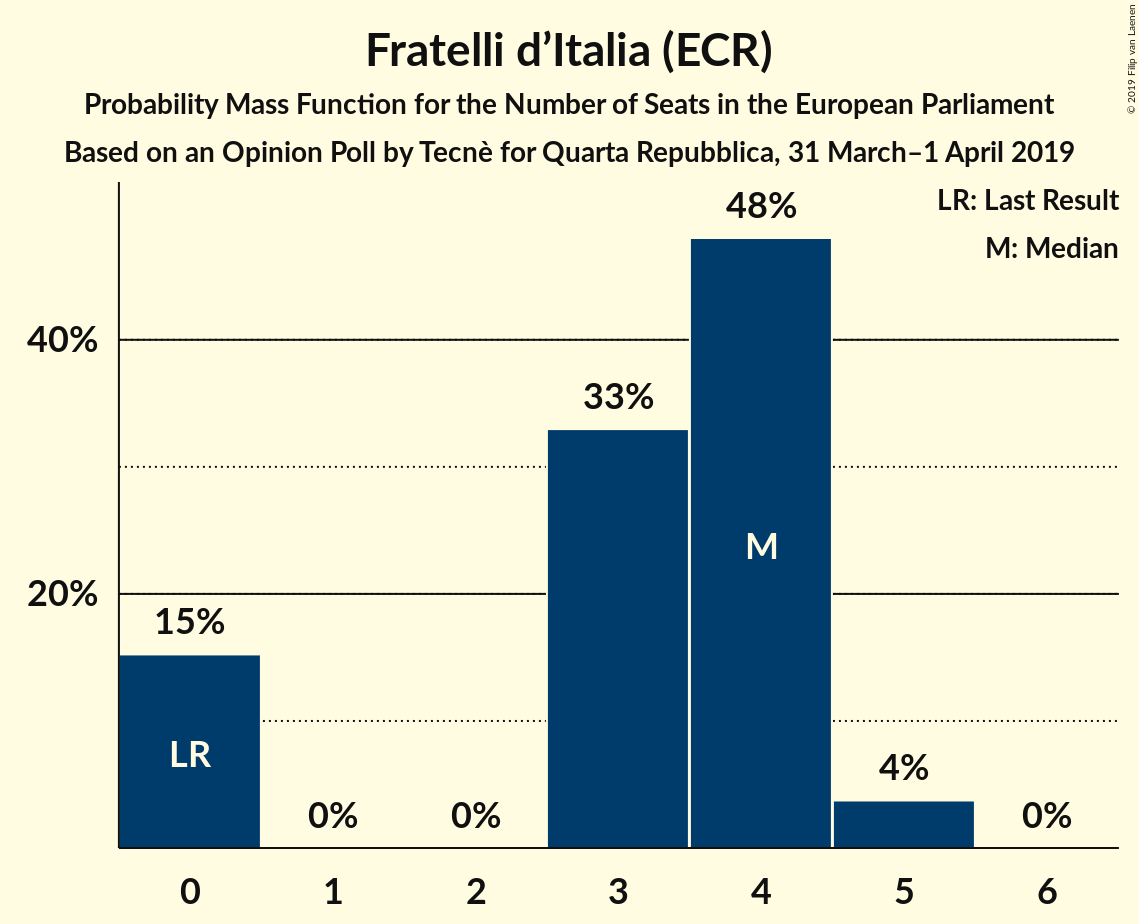 Fratelli d’Italia (ECR)
Probability Mass Function for the Number of Seats in the European Parliament
Based on an Opinion Poll by Tecnè for Quarta Repubblica, 31 March–1 April 2019
© 2019 Filip van Laenen
LR: Last Result
M: Median
48%
40%
33%
M
20%
15%
LR
4%
0%
0%
0%
0
1
2
3
4
5
6